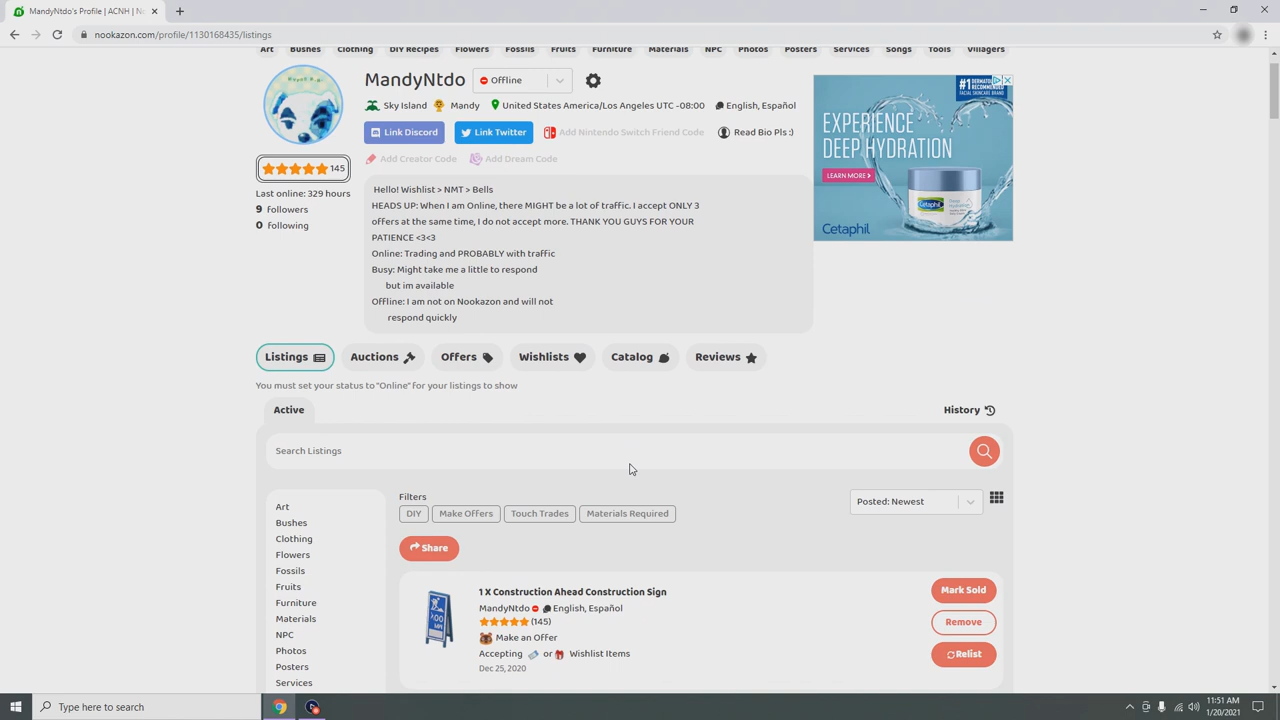 MandyNtdo's Profile | ACNH | No
nookazon.com/profile/1130168435/listings
Art Bushes Clothing DIY Recipes Flowers Fossils Fruits Furniture Materials NPC Photos Posters Services Songs Tools Villagers
MandyNtdo Offline
Sky Island Mandy United States America/Los Angeles UTC -08:00 English, Español
Link Discord Link Twitter Add Nintendo Switch Friend Code Read Bio Pls :)
145 Add Creator Code Add Dream Code
Last online: 329 hours
9 followers
0 following
Hello! Wishlist > NMT > Bells
HEADS UP: When I am Online, there MIGHT be a lot of traffic. I accept ONLY 3
offers at the same time, I do not accept more. THANK YOU GUYS FOR YOUR
PATIENCE <3<3
Online: Trading and PROBABLY with traffic
Busy: Might take me a little to respond
but im available
Offline: I am not on Nookazon and will not
respond quickly
#1 DERMATOLOGIST RECOMMENDED
FACIAL SKINCARE BRAND
EXPERIENCE
DEEP HYDRATION
LEARN MORE >
Cetaphil
Cetaphil
Listings Auctions Offers Wishlists Catalog Reviews
You must set your status to "Online" for your listings to show
Active History
Search Listings
Art
Bushes
Clothing
Flowers
Fossils
Fruits
Furniture
Materials
NPC
Photos
Posters
Services
Filters
DIY Make Offers Touch Trades Materials Required
Posted: Newest
Share
1 X Construction Ahead Construction Sign
MandyNtdo English, Español
(145)
Make an Offer
Accepting or Wishlist Items
Dec 25, 2020
Mark Sold
Remove
Relist
Type here to search
11:51 AM
1/20/2021